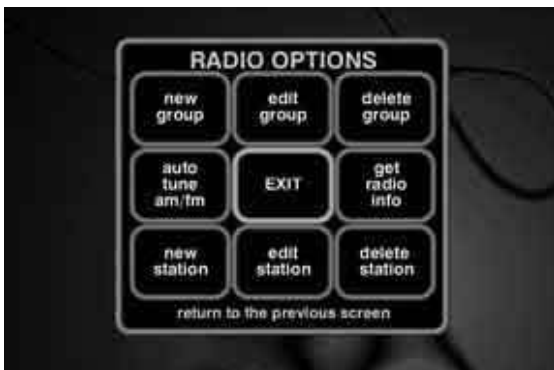 RADIO OPTIONS
new
group
edit
group
delete
group
auto
tune
am/fm
EXIT
get
radio
info
new
station
edit
station
delete
station
return to the previous screen